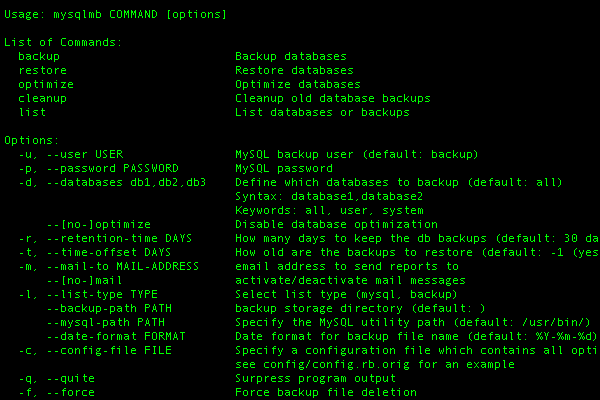 Usage: mysqlmb COMMAND [options]
List of Commands:
backup Backup databases
restore Restore databases
optimize Optimize databases
cleanup Cleanup old database backups
list List databases or backups
Options:
-u, --user USER MySQL backup user (default: backup)
-p, --password PASSWORD MySQL password
-d, --databases db1,db2,db3 Define which databases to backup (default: all)
Syntax: database1,database2
Keywords: all, user, system
--[no-]optimize Disable database optimization
-r, --retention-time DAYS How many days to keep the db backups (default: 30 da
-t, --time-offset DAYS How old are the backups to restore (default: -1 (yes
-m, --mail-to MAIL-ADDRESS email address to send reports to
--[no-]mail activate/deactivate mail messages
-l, --list-type TYPE Select list type (mysql, backup)
--backup-path PATH backup storage directory (default: )
--mysql-path PATH Specify the MySQL utility path (default: /usr/bin/)
--date-format FORMAT Date format for backup file name (default: %Y-%m-%d)
-c, --config-file FILE Specify a configuration file which contains all opti
see config/config.rb.orig for an example
-q, --quite Surpress program output
-f, --force Force backup file deletion